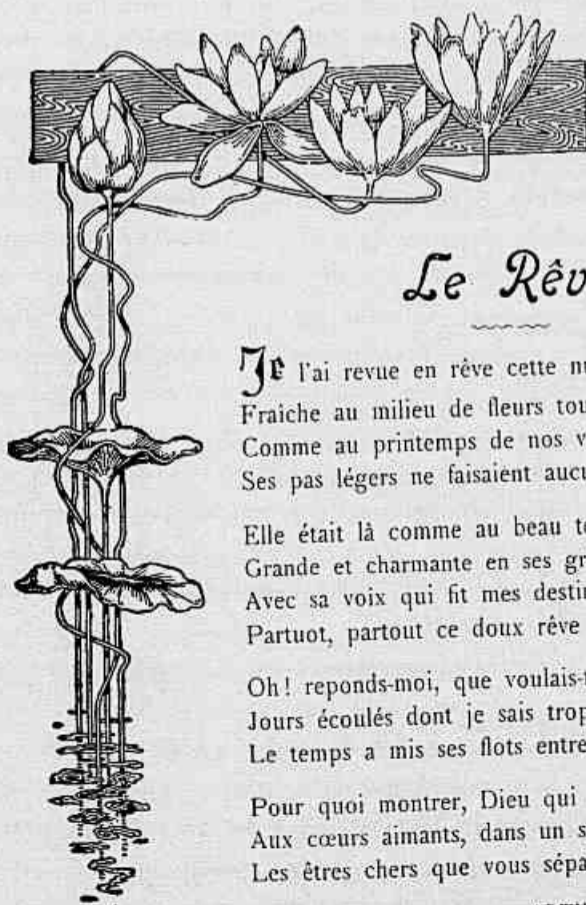 Le Rêv
Je l'ai revue en rêve cette nu
Fraîche au milieu de fleurs tou
Comme au printemps de nos v
Ses pas légers ne faisaient aucu
Elle était là comme au beau te
Grande et charmante en ses gr
Avec sa voix qui fit mes destin
Partuot, partout ce doux rêve
Oh! reponds-moi, que voulais-t
Jours écoulés dont je sais trop
Le temps a mis ses flots entre
Pour quoi montrer, Dieu qui
Aux cœurs aimants, dans un s
Les êtres chers que vous sépa